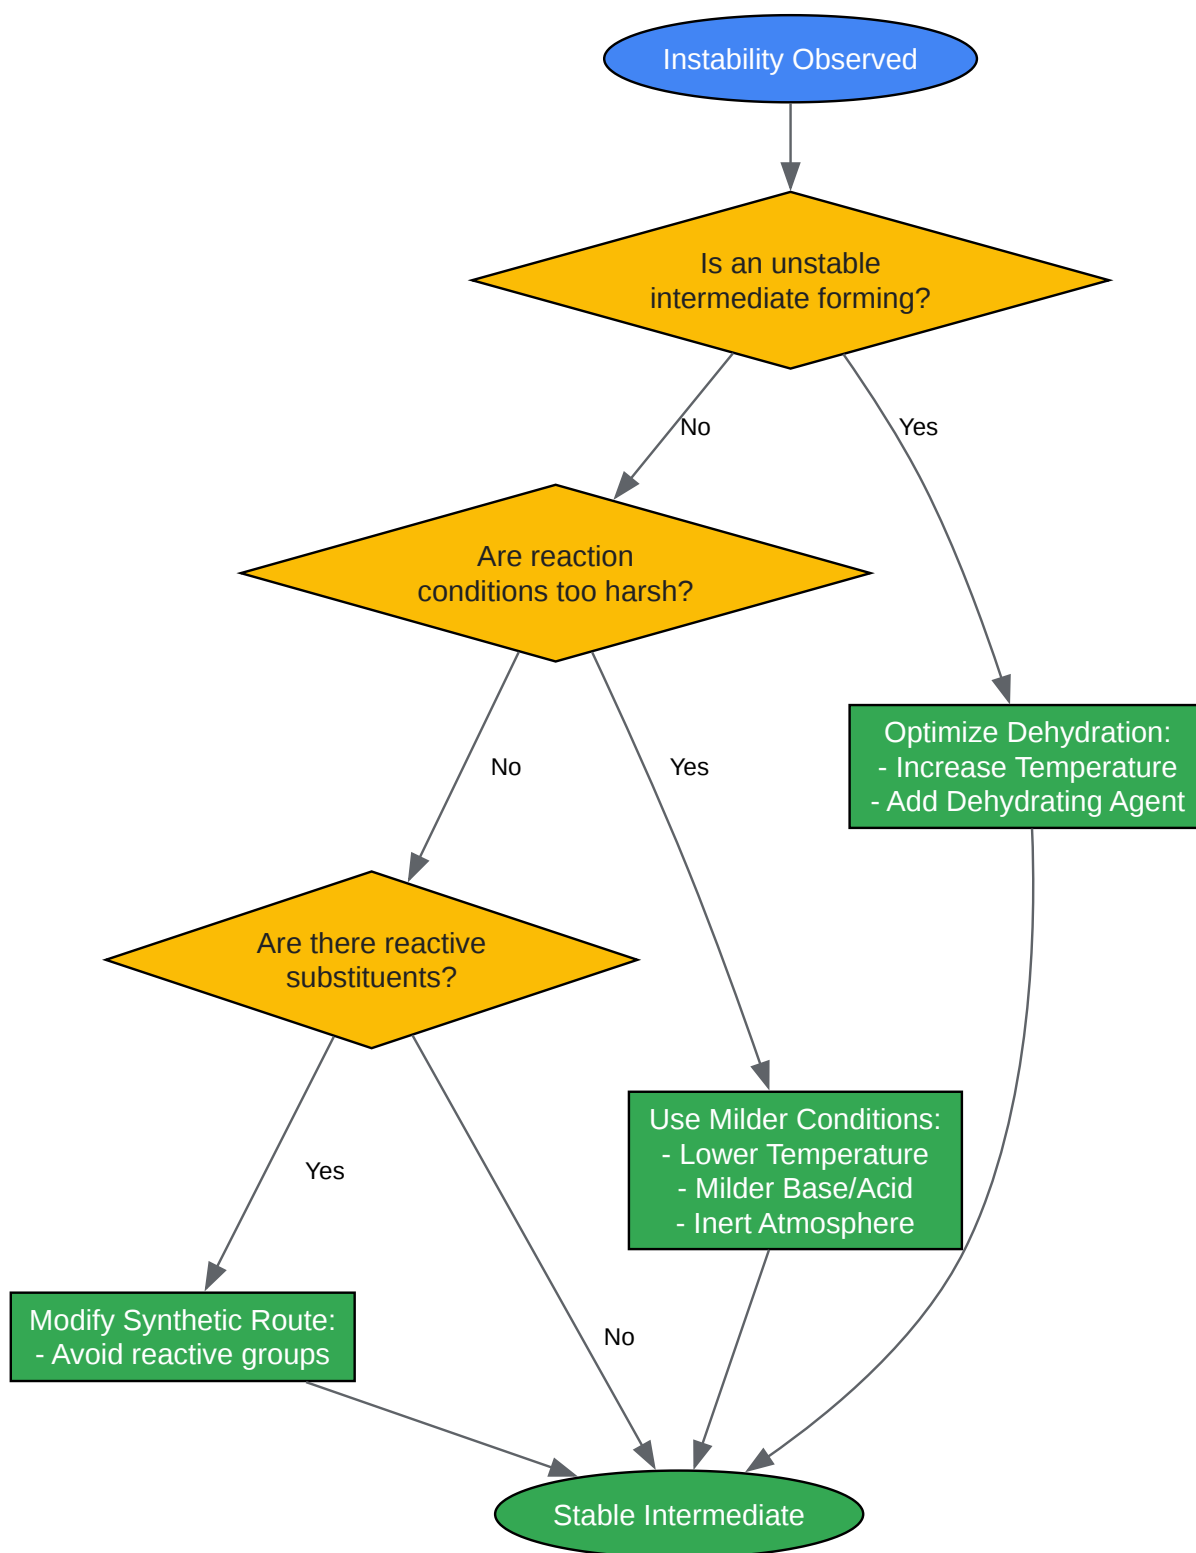 Instability Observed
Is an unstable
intermediate forming?
No
Yes
Are reaction
conditions too harsh?
No
Yes
Optimize Dehydration:
- Increase Temperature
- Add Dehydrating Agent
Are there reactive
substituents?
Yes
No
Use Milder Conditions:
- Lower Temperature
- Milder Base/Acid
- Inert Atmosphere
Modify Synthetic Route:
- Avoid reactive groups
Stable Intermediate